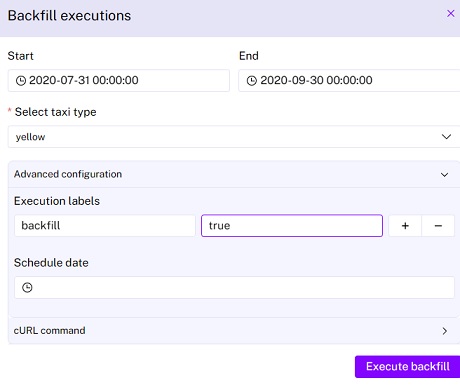 Backfill executions
Start End
2020-07-31 00:00:00 2020-09-30 00:00:00
* Select taxi type
yellow
Advanced configuration
Execution labels
backfill true + −
Schedule date
cURL command
Execute backfill